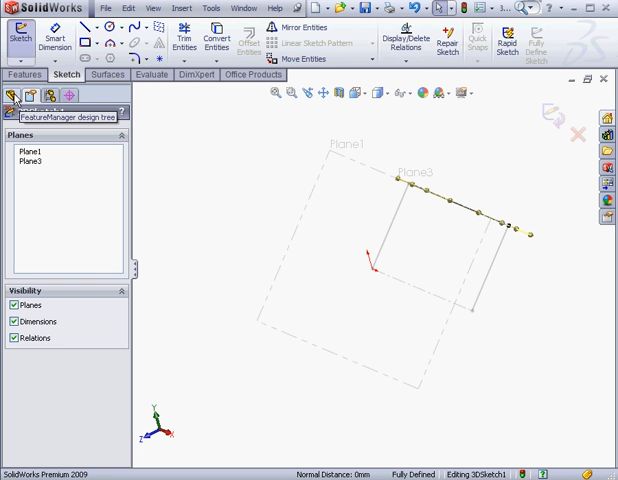 SolidWorks File Edit View Insert Tools Window Help 3...
Sketch Smart Dimension Trim Entities Convert Entities Offset Entities Mirror Entities Linear Sketch Pattern Move Entities Display/Delete Relations Repair Sketch Quick Snaps Rapid Sketch Fully Define Sketch
Features Sketch Surfaces Evaluate DimXpert Office Products
3DSketch1 ?
FeatureManager design tree
Planes
Plane1
Plane3
Visibility
Planes
Dimensions
Relations
Plane1
Plane3
Y
Z X
SolidWorks Premium 2009 Normal Distance: 0mm Fully Defined Editing 3DSketch1